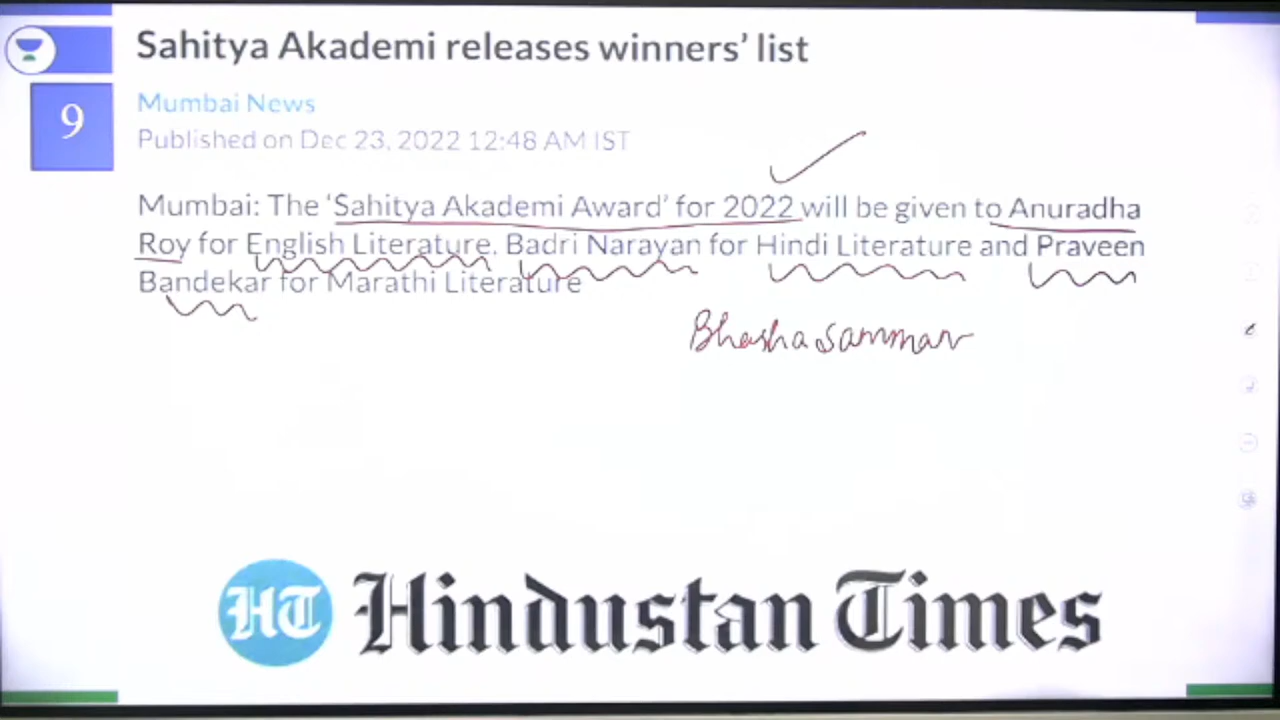 Sahitya Akademi releases winners' list
9
Mumbai News
Published on Dec 23, 2022 12:48 AM IST
Mumbai: The 'Sahitya Akademi Award' for 2022 will be given to Anuradha
Roy for English Literature. Badri Narayan for Hindi Literature and Praveen
Bandekar for Marathi Literature
Bhasha Samman
HT Hindustan Times